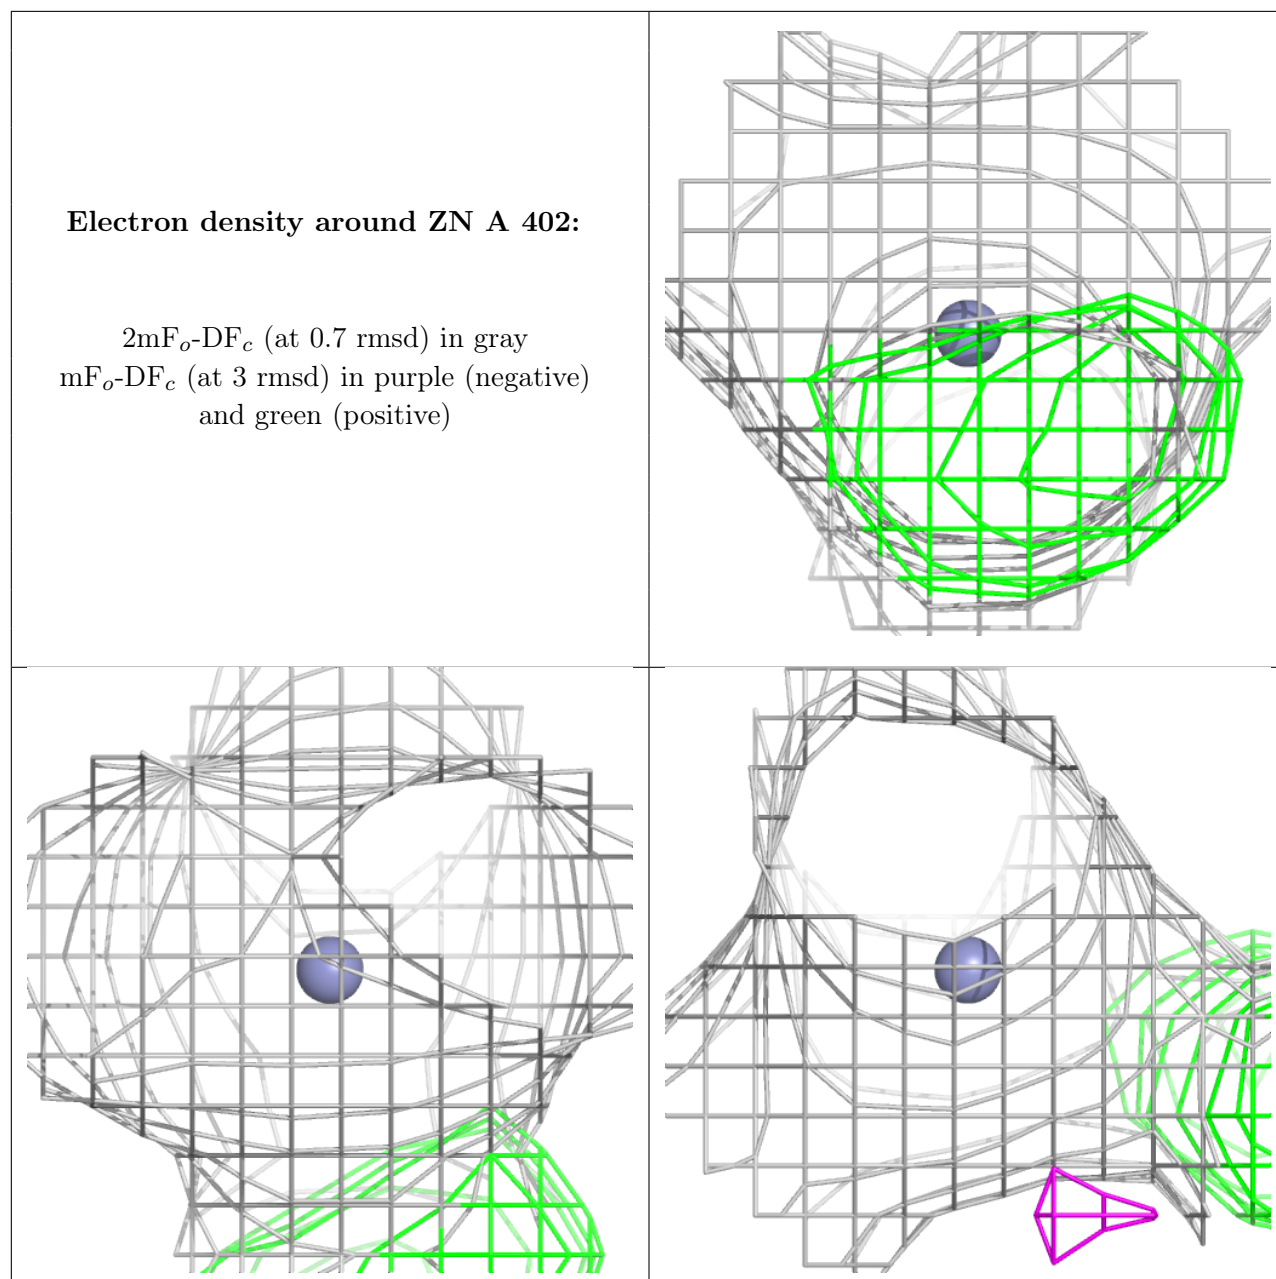 Electron density around ZN A 402:
2mFo-DFc (at 0.7 rmsd) in gray
mFo-DFc (at 3 rmsd) in purple (negative)
and green (positive)